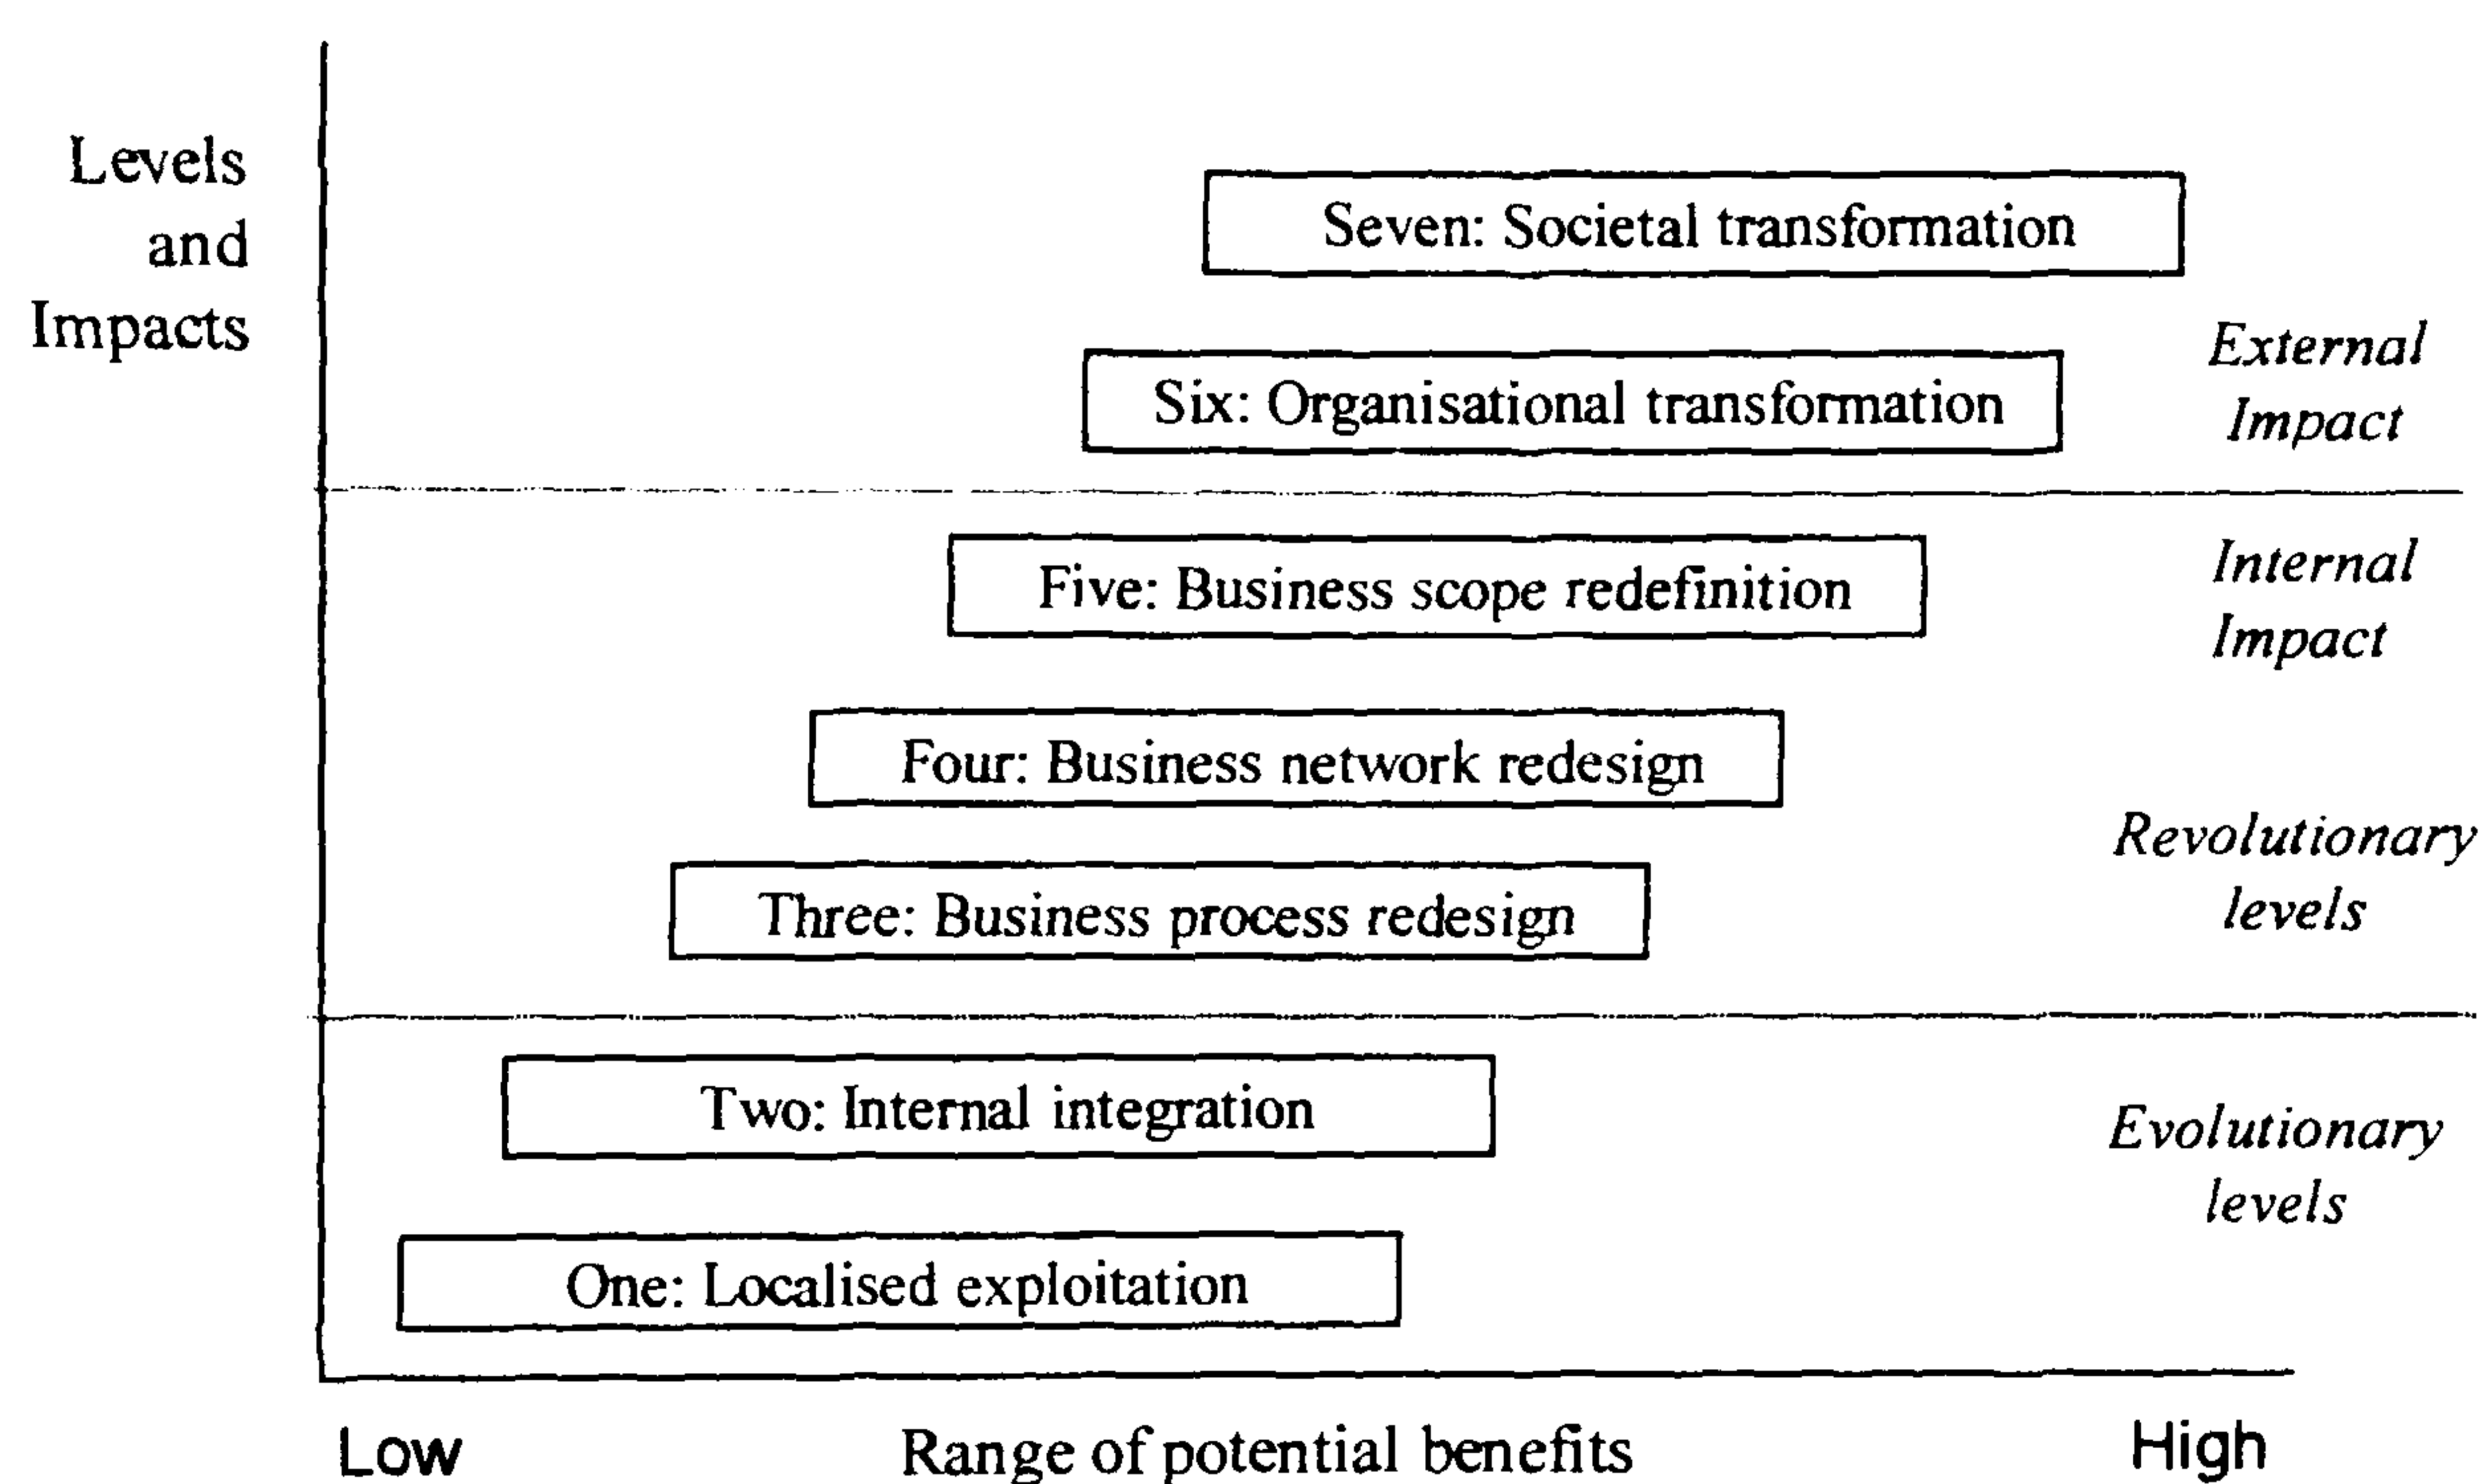 Levels
and
Impacts
Seven: Societal transformation
Six: Organisational transformation
External
Impact
Five: Business scope redefinition
Internal
Impact
Four: Business network redesign
Three: Business process redesign
Revolutionary
levels
Two: Internal integration
Evolutionary
levels
One: Localised exploitation
Low
Range of potential benefits
High